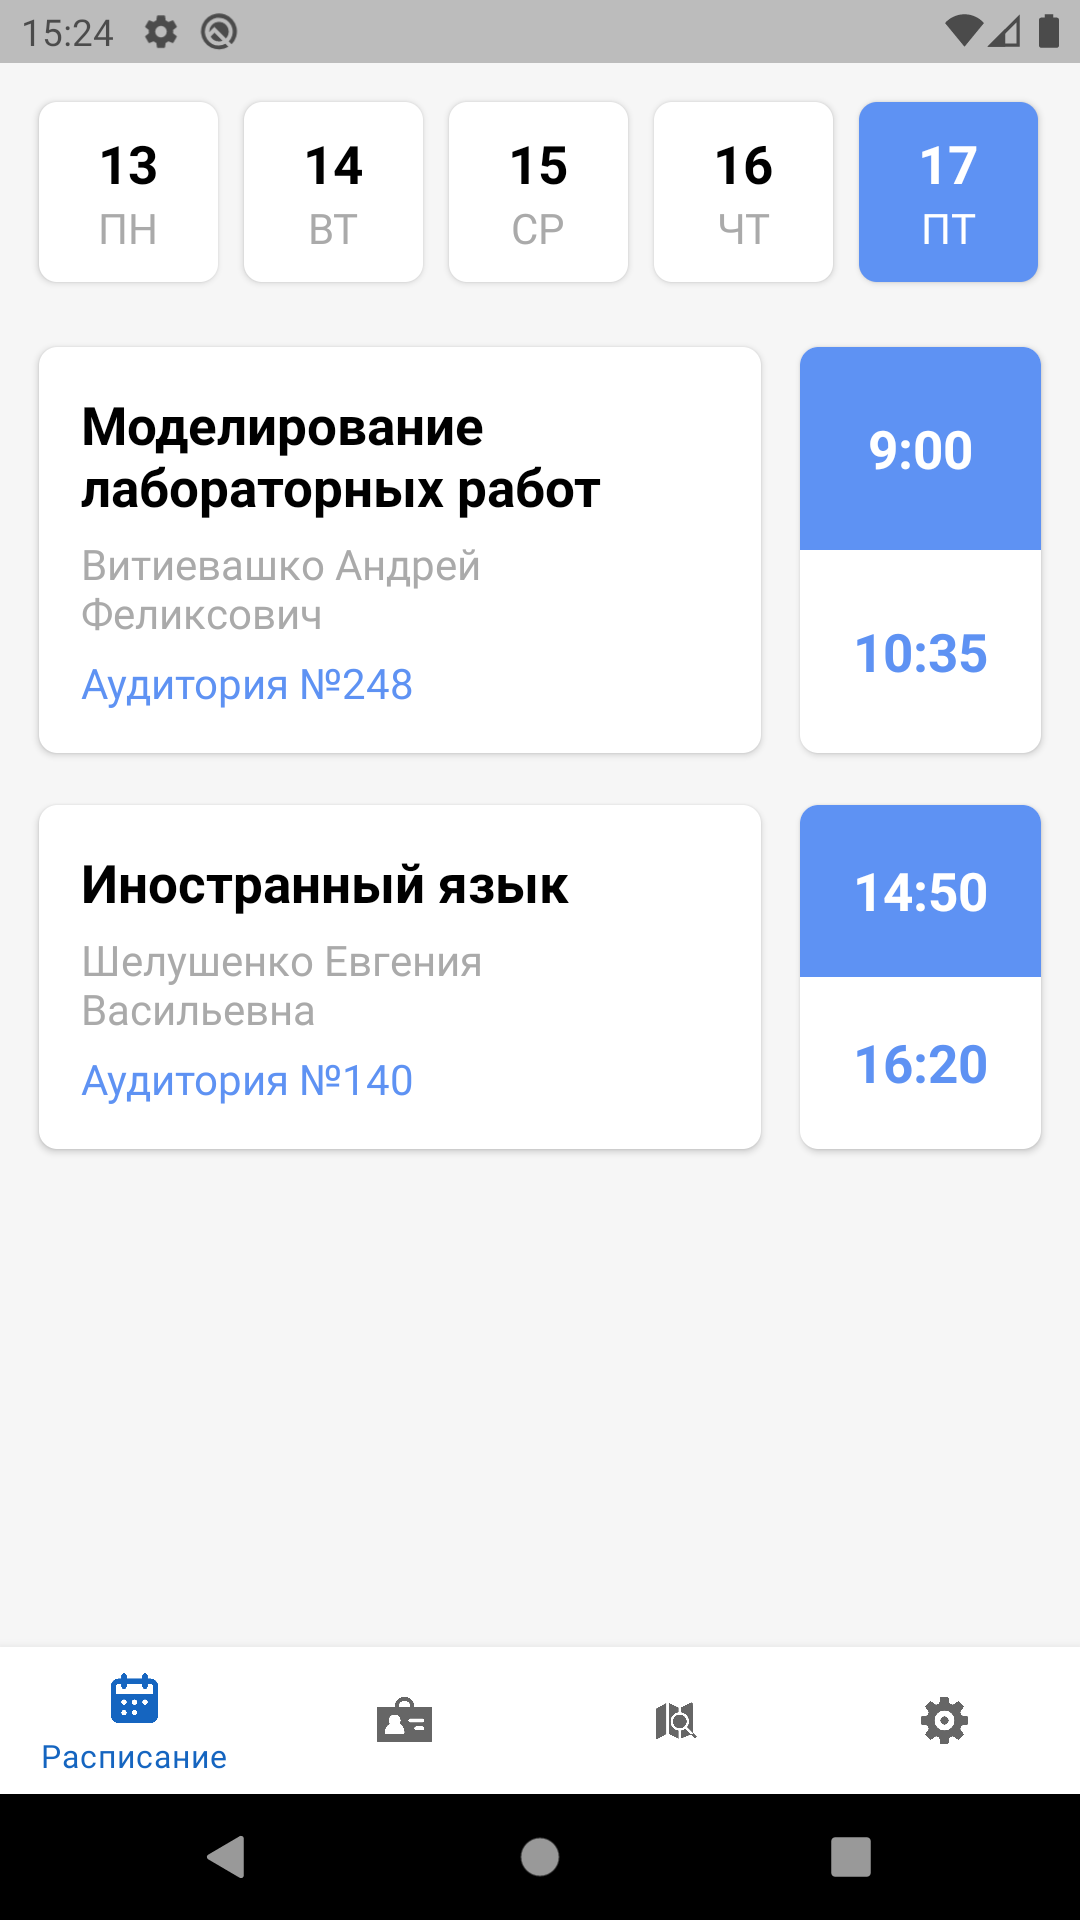 15:24
13 14 15 16 17
ПН ВТ СР ЧТ ПТ
Моделирование
лабораторных работ
Витиевашко Андрей
Феликсович
Аудитория №248
9:00
10:35
Иностранный язык
Шелушенко Евгения
Васильевна
Аудитория №140
14:50
16:20
Расписание